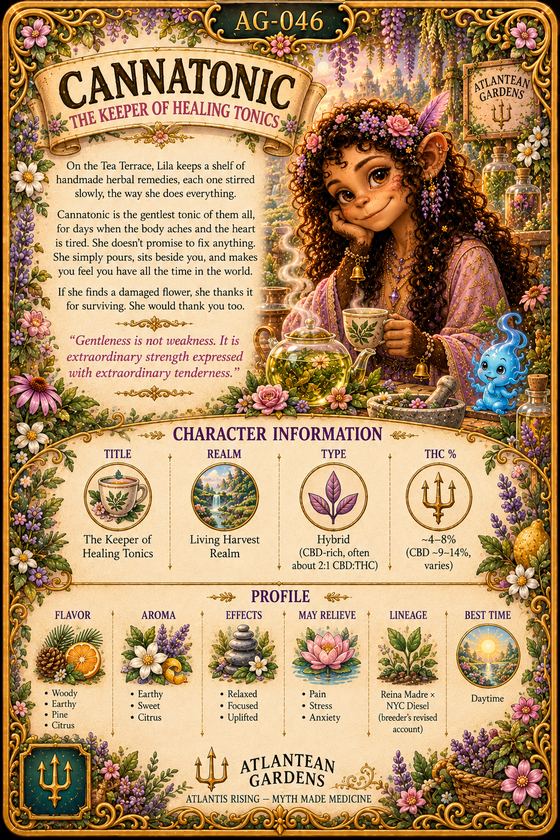 AG-046
CANNATONIC
THE KEEPER OF HEALING TONICS
ATLANTEAN
GARDENS
On the Tea Terrace, Lila keeps a shelf of
handmade herbal remedies, each one stirred
slowly, the way she does everything.
Cannatonic is the gentlest tonic of them all,
for days when the body aches and the heart
is tired. She doesn't promise to fix anything.
She simply pours, sits beside you, and makes
you feel you have all the time in the world.
If she finds a damaged flower, she thanks it
for surviving. She would thank you too.
"Gentleness is not weakness. It is
extraordinary strength expressed
with extraordinary tenderness."
CHARACTER INFORMATION
TITLE
The Keeper of
Healing Tonics
REALM
Living Harvest
Realm
TYPE
Hybrid
(CBD-rich, often
about 2:1 CBD:THC)
THC %
~4–8%
(CBD ~9–14%,
varies)
PROFILE
FLAVOR
• Woody
• Earthy
• Pine
• Citrus
AROMA
• Earthy
• Sweet
• Citrus
EFFECTS
• Relaxed
• Focused
• Uplifted
MAY RELIEVE
• Pain
• Stress
• Anxiety
LINEAGE
Reina Madre ×
NYC Diesel
(breeder's revised
account)
BEST TIME
Daytime
ATLANTEAN
GARDENS
ATLANTIS RISING – MYTH MADE MEDICINE